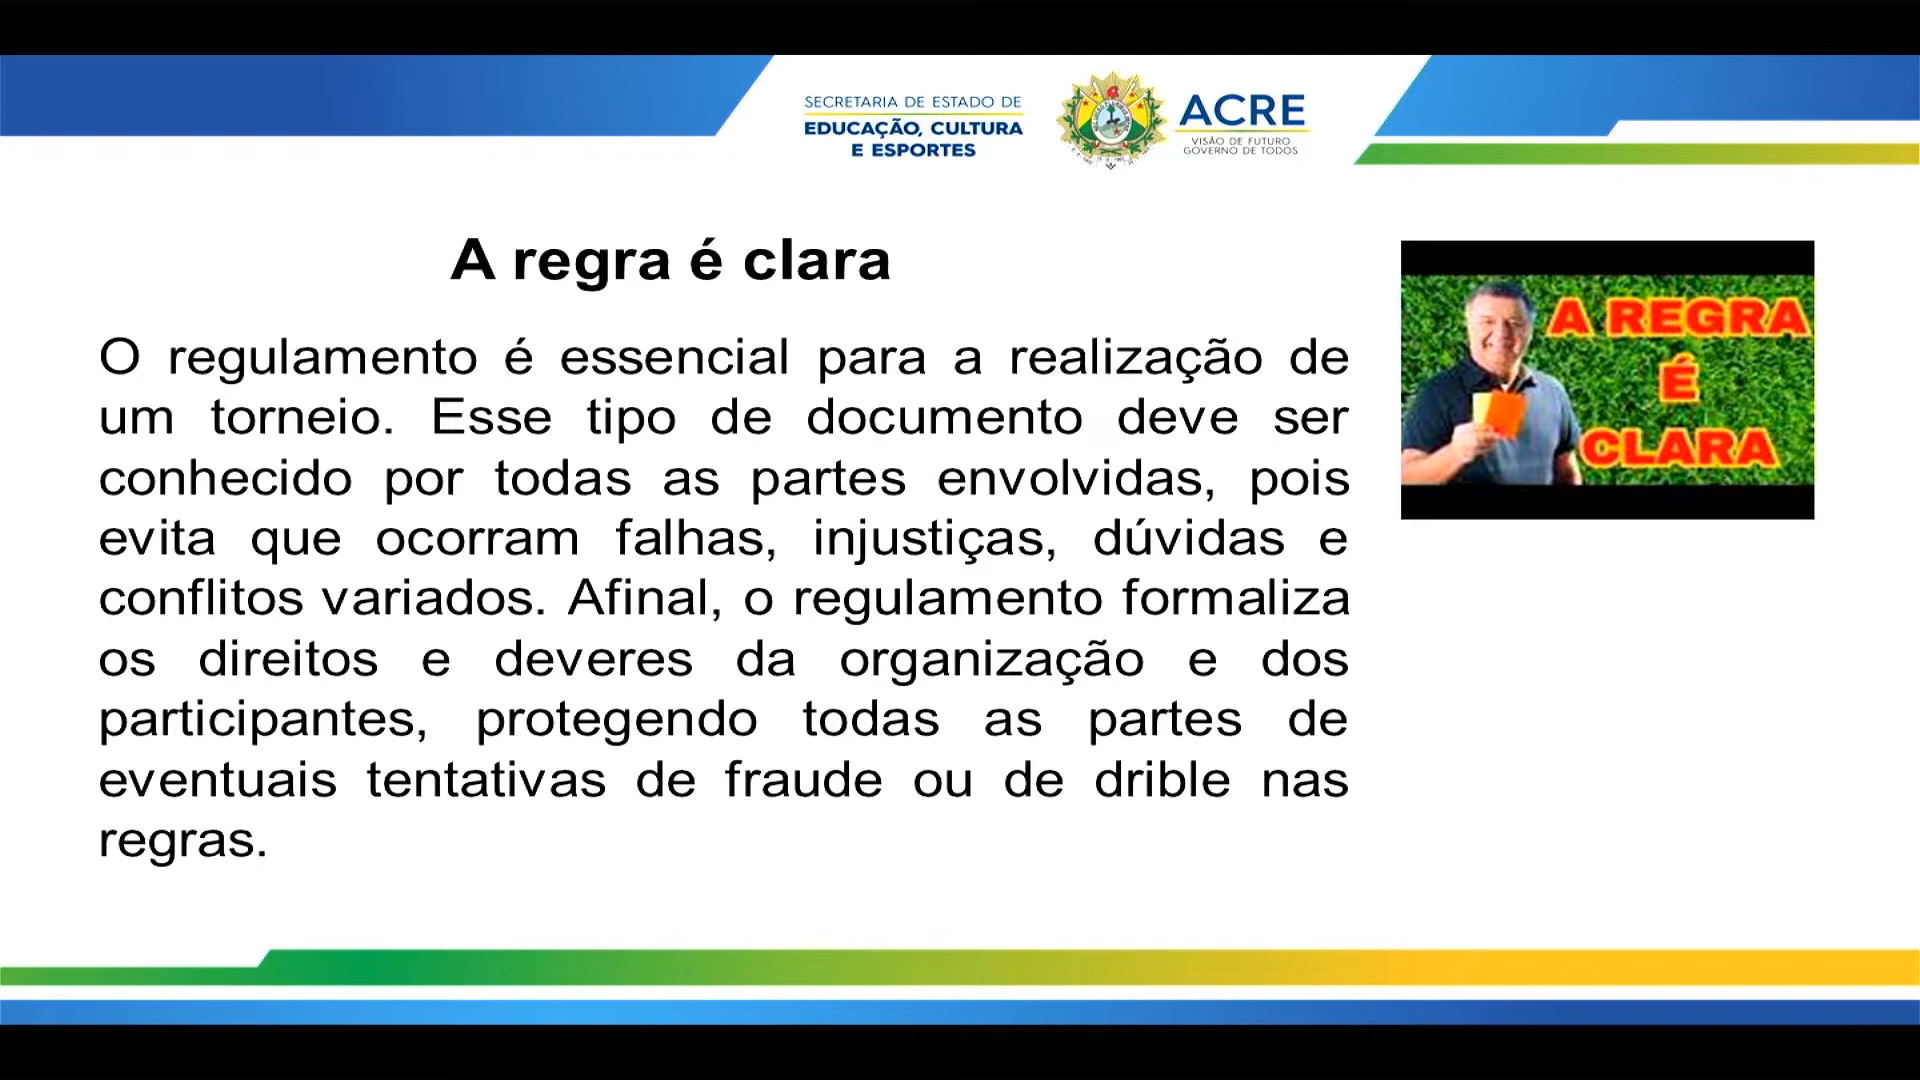 SECRETARIA DE ESTADO DE
EDUCAÇÃO, CULTURA
E ESPORTES
ACRE
VISÃO DE FUTURO
GOVERNO DE TODOS
A regra é clara
O regulamento é essencial para a realização de
um torneio. Esse tipo de documento deve ser
conhecido por todas as partes envolvidas, pois
evita que ocorram falhas, injustiças, dúvidas e
conflitos variados. Afinal, o regulamento formaliza
os direitos e deveres da organização e dos
participantes, protegendo todas as partes de
eventuais tentativas de fraude ou de drible nas
regras.
A REGRA
É
CLARA